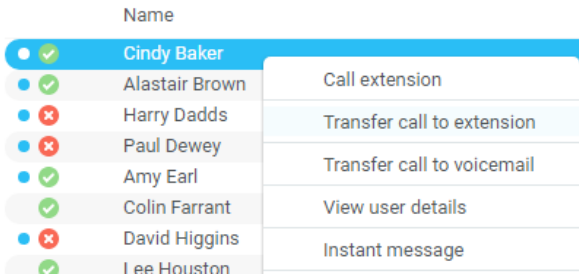 Name
Cindy Baker
Alastair Brown
Harry Dadds
Paul Dewey
Amy Earl
Colin Farrant
David Higgins
Lee Houston
Call extension
Transfer call to extension
Transfer call to voicemail
View user details
Instant message